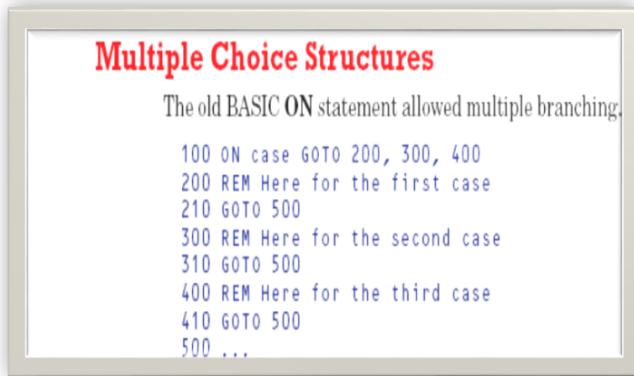 Multiple Choice Structures
The old BASIC ON statement allowed multiple branching.
100 ON case GOTO 200, 300, 400
200 REM Here for the first case
210 GOTO 500
300 REM Here for the second case
310 GOTO 500
400 REM Here for the third case
410 GOTO 500
500 ...